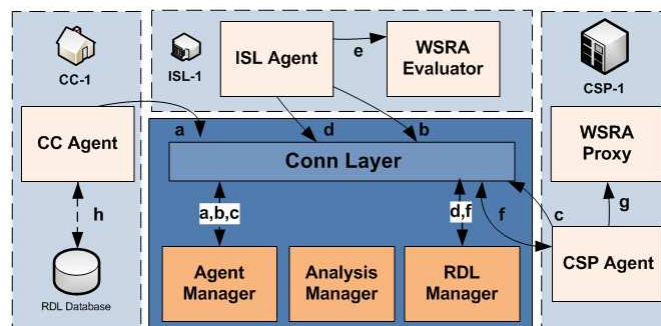 CC-1
CC Agent
h
RDL Database
ISL-1
ISL Agent
e
WSRA
Evaluator
a
d
b
Conn Layer
a,b,c
d,f
f
c
Agent
Manager
Analysis
Manager
RDL
Manager
CSP-1
WSRA
Proxy
g
CSP Agent